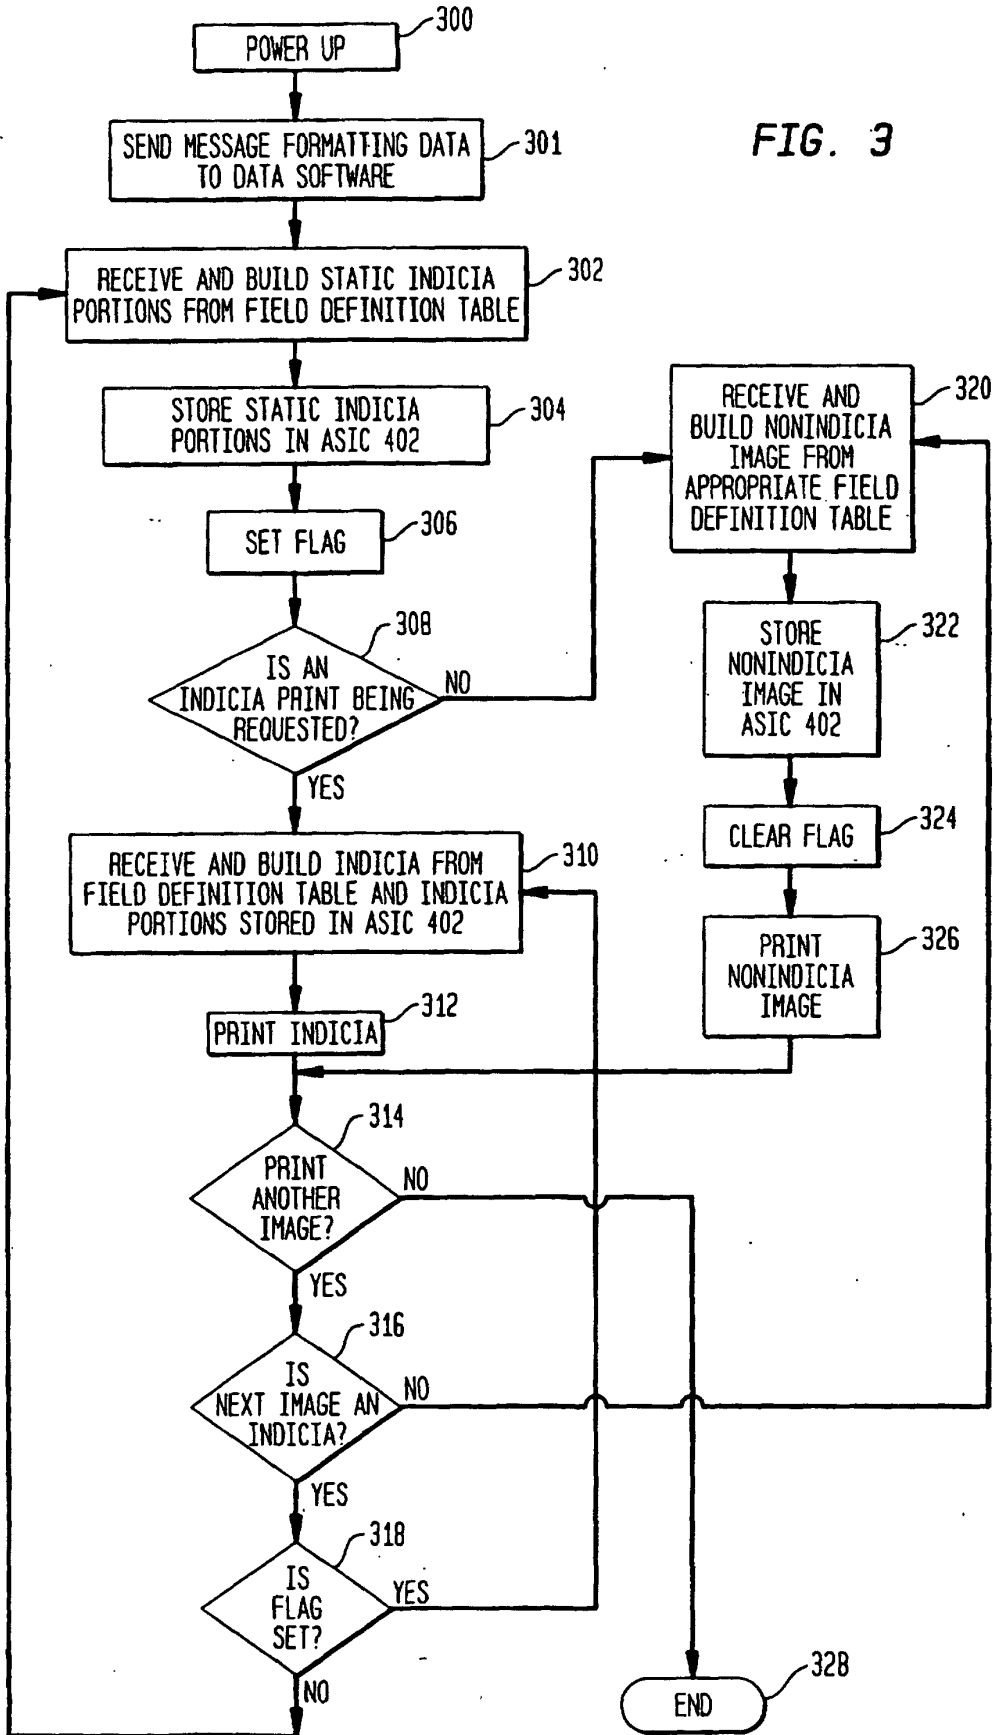 300
POWER UP
FIG. 3
SEND MESSAGE FORMATTING DATA
TO DATA SOFTWARE
301
RECEIVE AND BUILD STATIC INDICIA
PORTIONS FROM FIELD DEFINITION TABLE
302
STORE STATIC INDICIA
PORTIONS IN ASIC 402
304
SET FLAG
306
IS AN
INDICIA PRINT BEING
REQUESTED?
308
NO
YES
RECEIVE AND
BUILD NONINDICIA
IMAGE FROM
APPROPRIATE FIELD
DEFINITION TABLE
320
STORE
NONINDICIA
IMAGE IN
ASIC 402
322
CLEAR FLAG
324
PRINT
NONINDICIA
IMAGE
326
RECEIVE AND BUILD INDICIA FROM
FIELD DEFINITION TABLE AND INDICIA
PORTIONS STORED IN ASIC 402
310
PRINT INDICIA
312
PRINT
ANOTHER
IMAGE?
314
NO
YES
IS
NEXT IMAGE AN
INDICIA?
316
NO
YES
IS
FLAG
SET?
318
YES
NO
END
328